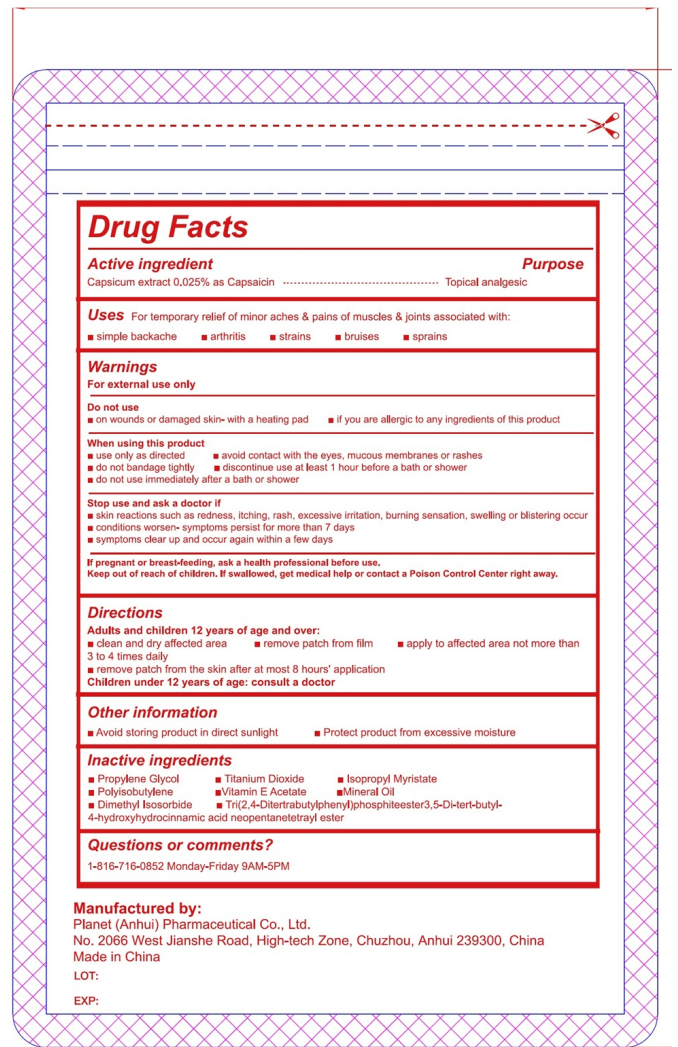 Drug Facts
Active ingredient Purpose
Capsicum extract 0,025% as Capsaicin ---------------------------------------- Topical analgesic
Uses For temporary relief of minor aches & pains of muscles & joints associated with:
■ simple backache ■ arthritis ■ strains ■ bruises ■ sprains
Warnings
For external use only
Do not use
■ on wounds or damaged skin- with a heating pad ■ if you are allergic to any ingredients of this product
When using this product
■ use only as directed ■ avoid contact with the eyes, mucous membranes or rashes
■ do not bandage tightly ■ discontinue use at least 1 hour before a bath or shower
■ do not use immediately after a bath or shower
Stop use and ask a doctor if
■ skin reactions such as redness, itching, rash, excessive irritation, burning sensation, swelling or blistering occur
■ conditions worsen- symptoms persist for more than 7 days
■ symptoms clear up and occur again within a few days
If pregnant or breast-feeding, ask a health professional before use.
Keep out of reach of children. If swallowed, get medical help or contact a Poison Control Center right away.
Directions
Adults and children 12 years of age and over:
■ clean and dry affected area ■ remove patch from film ■ apply to affected area not more than
3 to 4 times daily
■ remove patch from the skin after at most 8 hours' application
Children under 12 years of age: consult a doctor
Other information
■ Avoid storing product in direct sunlight ■ Protect product from excessive moisture
Inactive ingredients
■ Propylene Glycol ■ Titanium Dioxide ■ Isopropyl Myristate
■ Polyisobutylene ■Vitamin E Acetate ■Mineral Oil
■ Dimethyl Isosorbide ■ Tri(2,4-Ditertrabutylphenyl)phosphiteester3,5-Di-tert-butyl-
4-hydroxyhydrocinnamic acid neopentanetetrayl ester
Questions or comments?
1-816-716-0852 Monday-Friday 9AM-5PM
Manufactured by:
Planet (Anhui) Pharmaceutical Co., Ltd.
No. 2066 West Jianshe Road, High-tech Zone, Chuzhou, Anhui 239300, China
Made in China
LOT:
EXP: